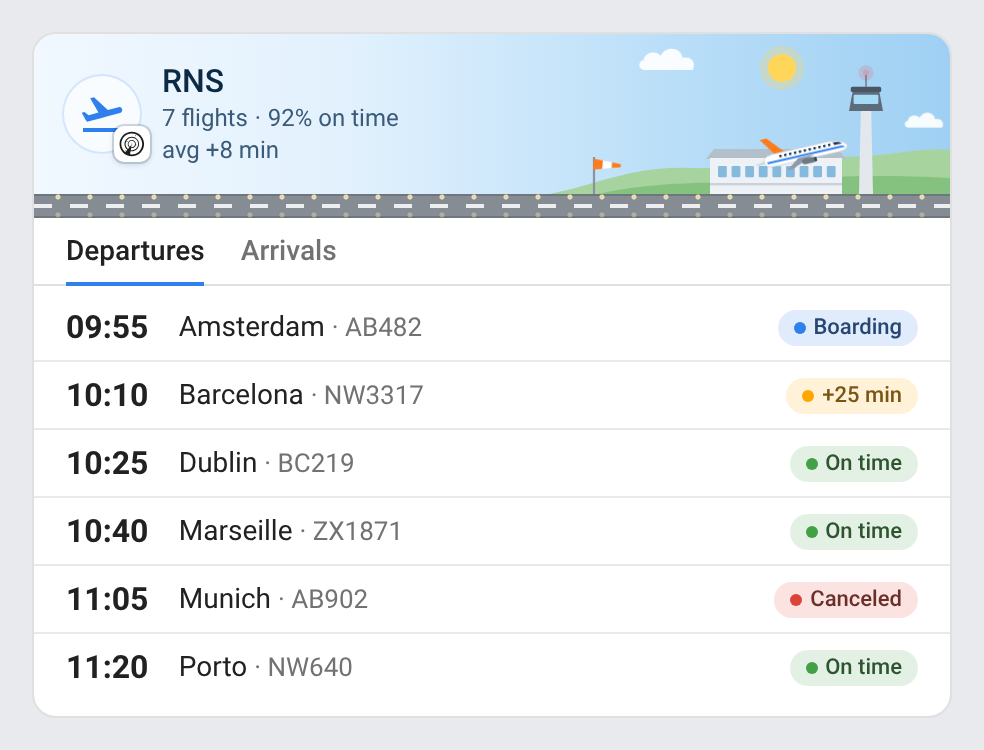 RNS
7 flights · 92% on time
avg +8 min
Departures Arrivals
09:55 Amsterdam · AB482 Boarding
10:10 Barcelona · NW3317 +25 min
10:25 Dublin · BC219 On time
10:40 Marseille · ZX1871 On time
11:05 Munich · AB902 Canceled
11:20 Porto · NW640 On time